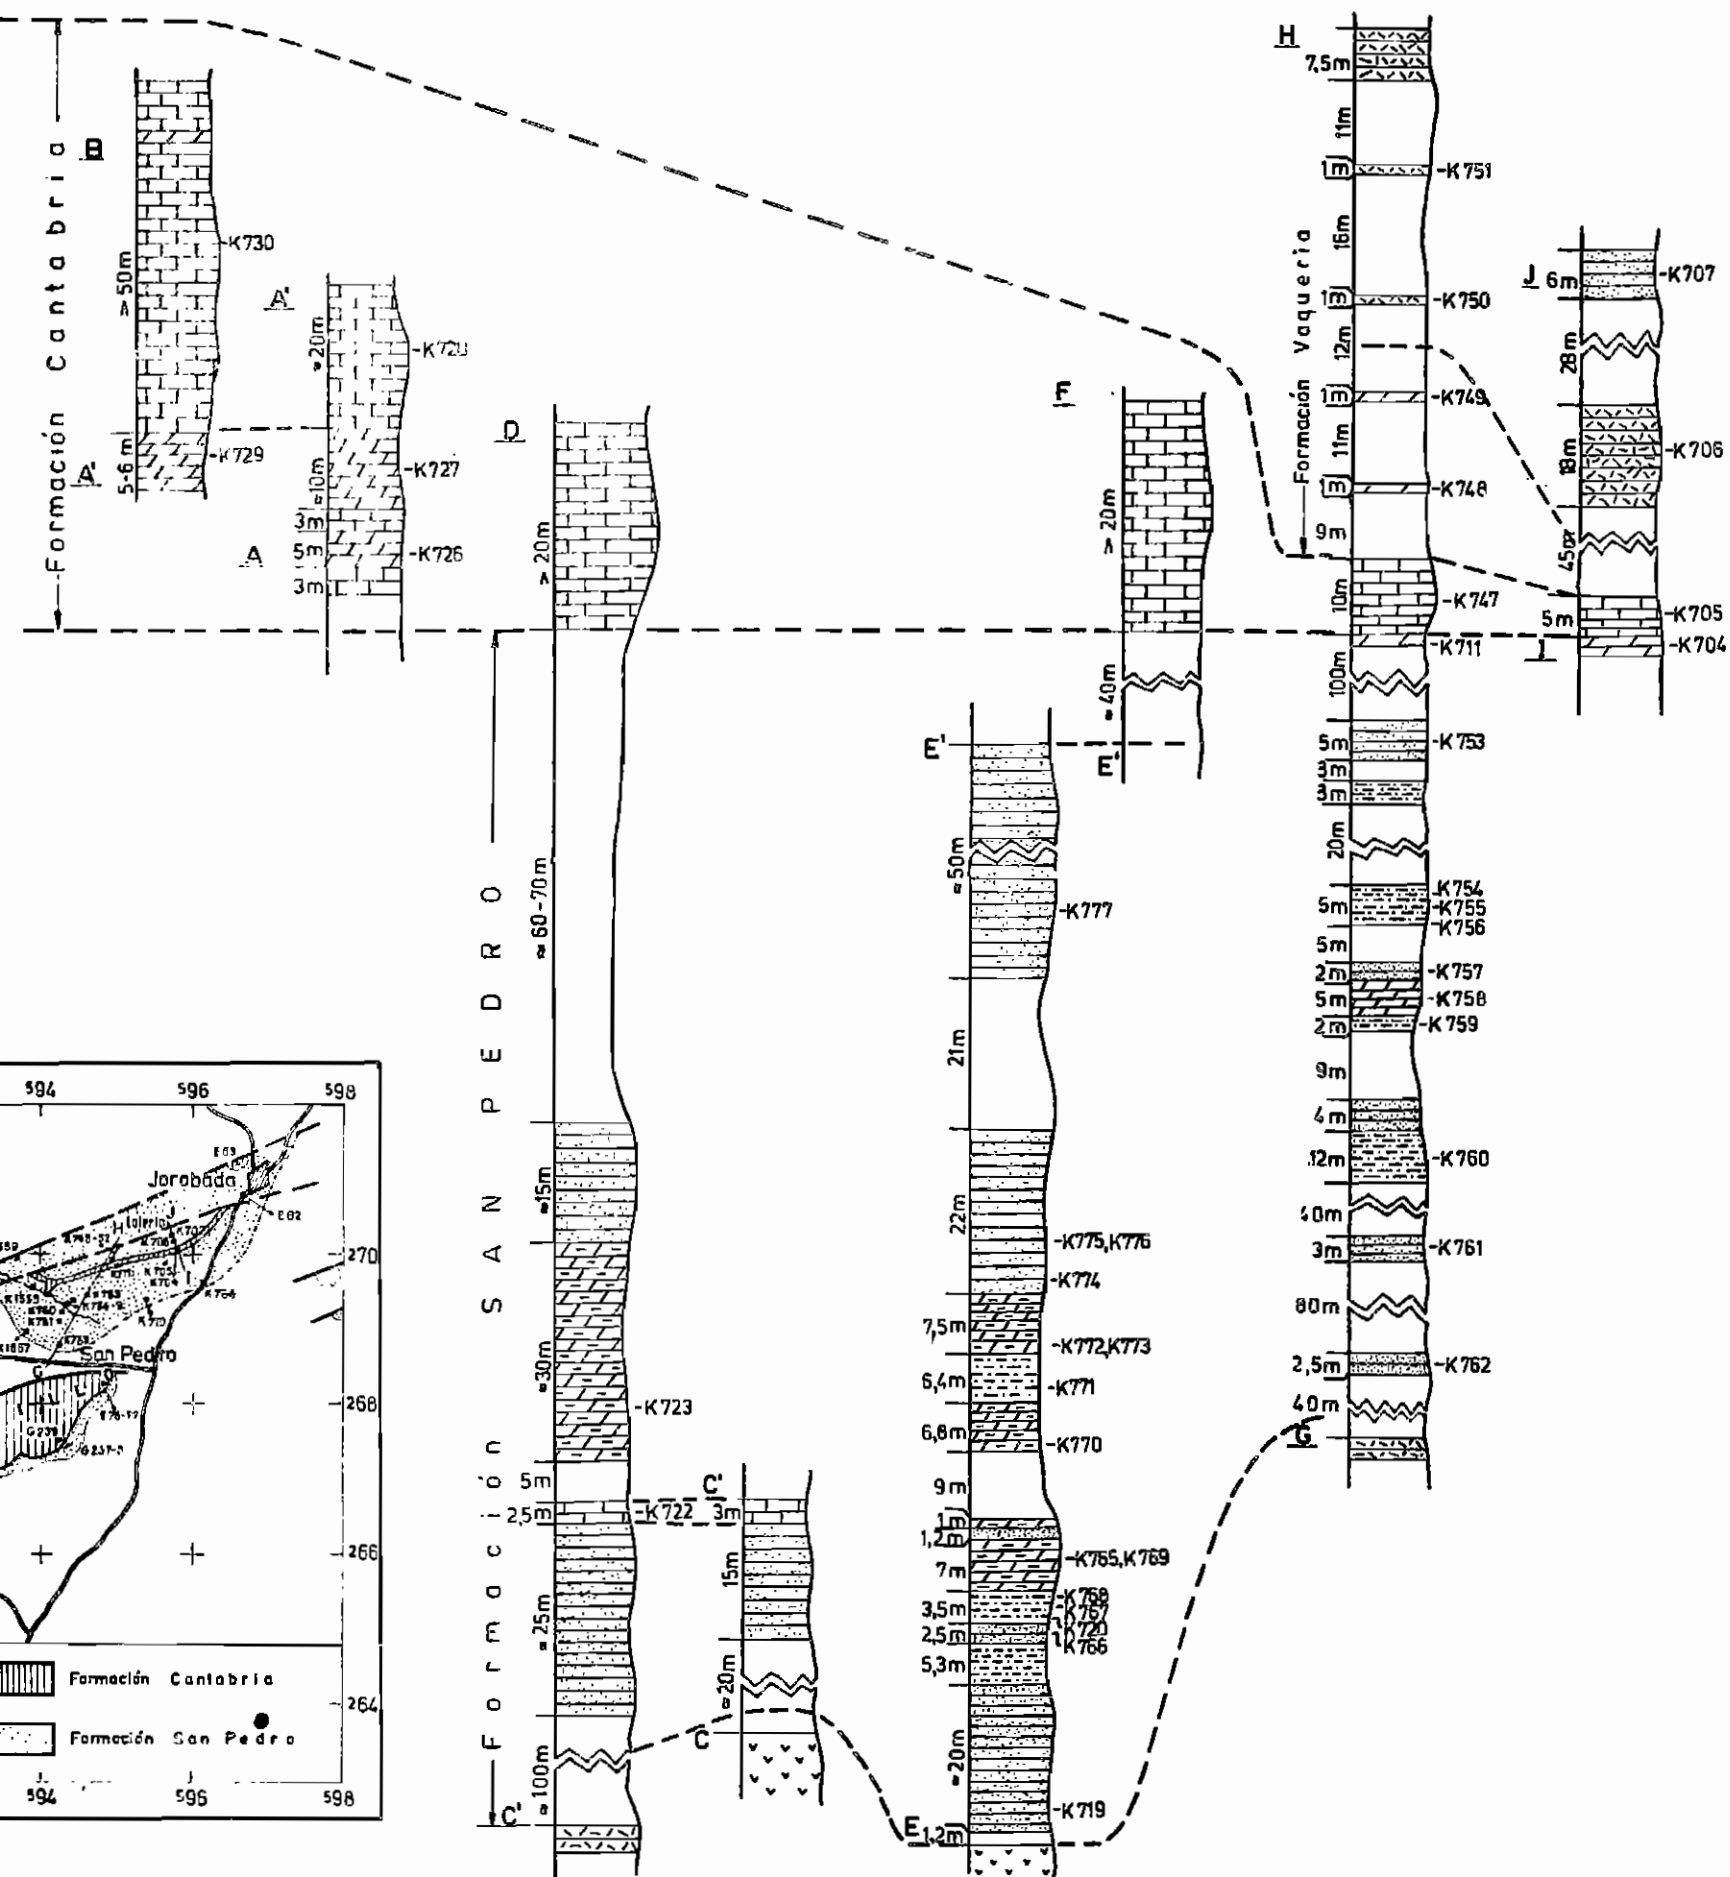 Formación Cantabria
B
> 50m
K730
5-6 m
K729
A'
A'
≈20m
≈10m
K727
3m
A
5m
K726
3m
D
> 20m
≈ 60-70m
≈15m
≈30m
K723
5m
2,5m
K722
≈25m
≈100m
C'
Formación SAN PEDRO
C'
3m
15m
≈20m
C
E'
≈50m
K777
21m
22m
K775,K776
K774
7,5m
K772,K773
6,4m
K771
6,8m
K770
9m
1m
1,2m
7m
K765,K769
3,5m
K768
K767
2,5m
K720
K766
5,3m
≈20m
K719
E
1,2m
F
> 20m
≈40m
E'
H
7,5m
11m
1m
K751
16m
1m
K750
12m
1m
K749
11m
1m
K748
9m
Formación Vaqueria
10m
K747
K711
100m
5m
K753
3m
3m
20m
K754
5m
K755
K756
5m
2m
K757
5m
K758
2m
K759
9m
4m
12m
K760
40m
3m
K761
80m
2,5m
K762
40m
G
J
6m
K707
28m
18m
K706
45m
5m
K705
K704
I
594
596
598
Jorobada
H
J
I
270
San Pedro
G
268
266
264
Formación Cantabria
Formación San Pedro
594
596
598